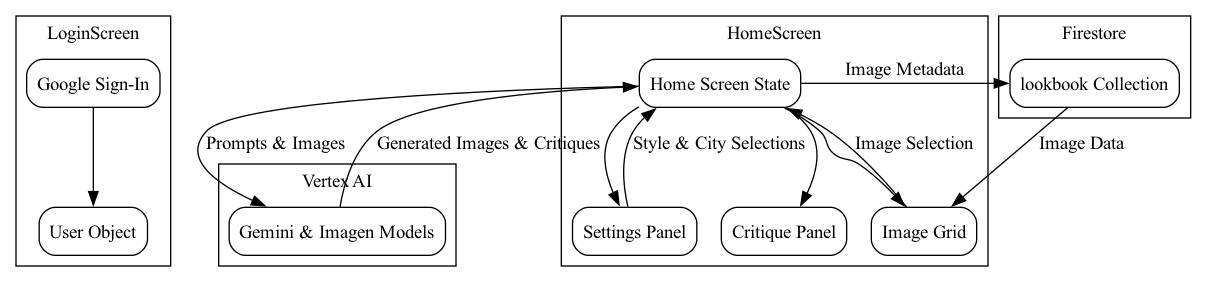 LoginScreen
HomeScreen
Firestore
Google Sign-In
Home Screen State
Image Metadata
lookbook Collection
Prompts & Images
Generated Images & Critiques
Style & City Selections
Image Selection
Image Data
Vertex AI
User Object
Gemini & Imagen Models
Settings Panel
Critique Panel
Image Grid